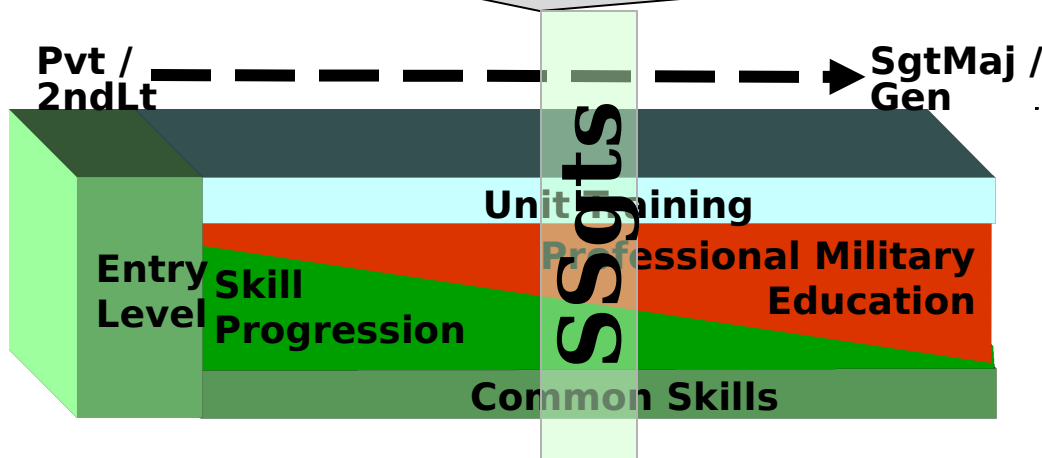 Pvt /
2ndLt
SgtMaj /
Gen
SSgts
Unit Training
Professional Military
Education
Entry
Level
Skill
Progression
Common Skills